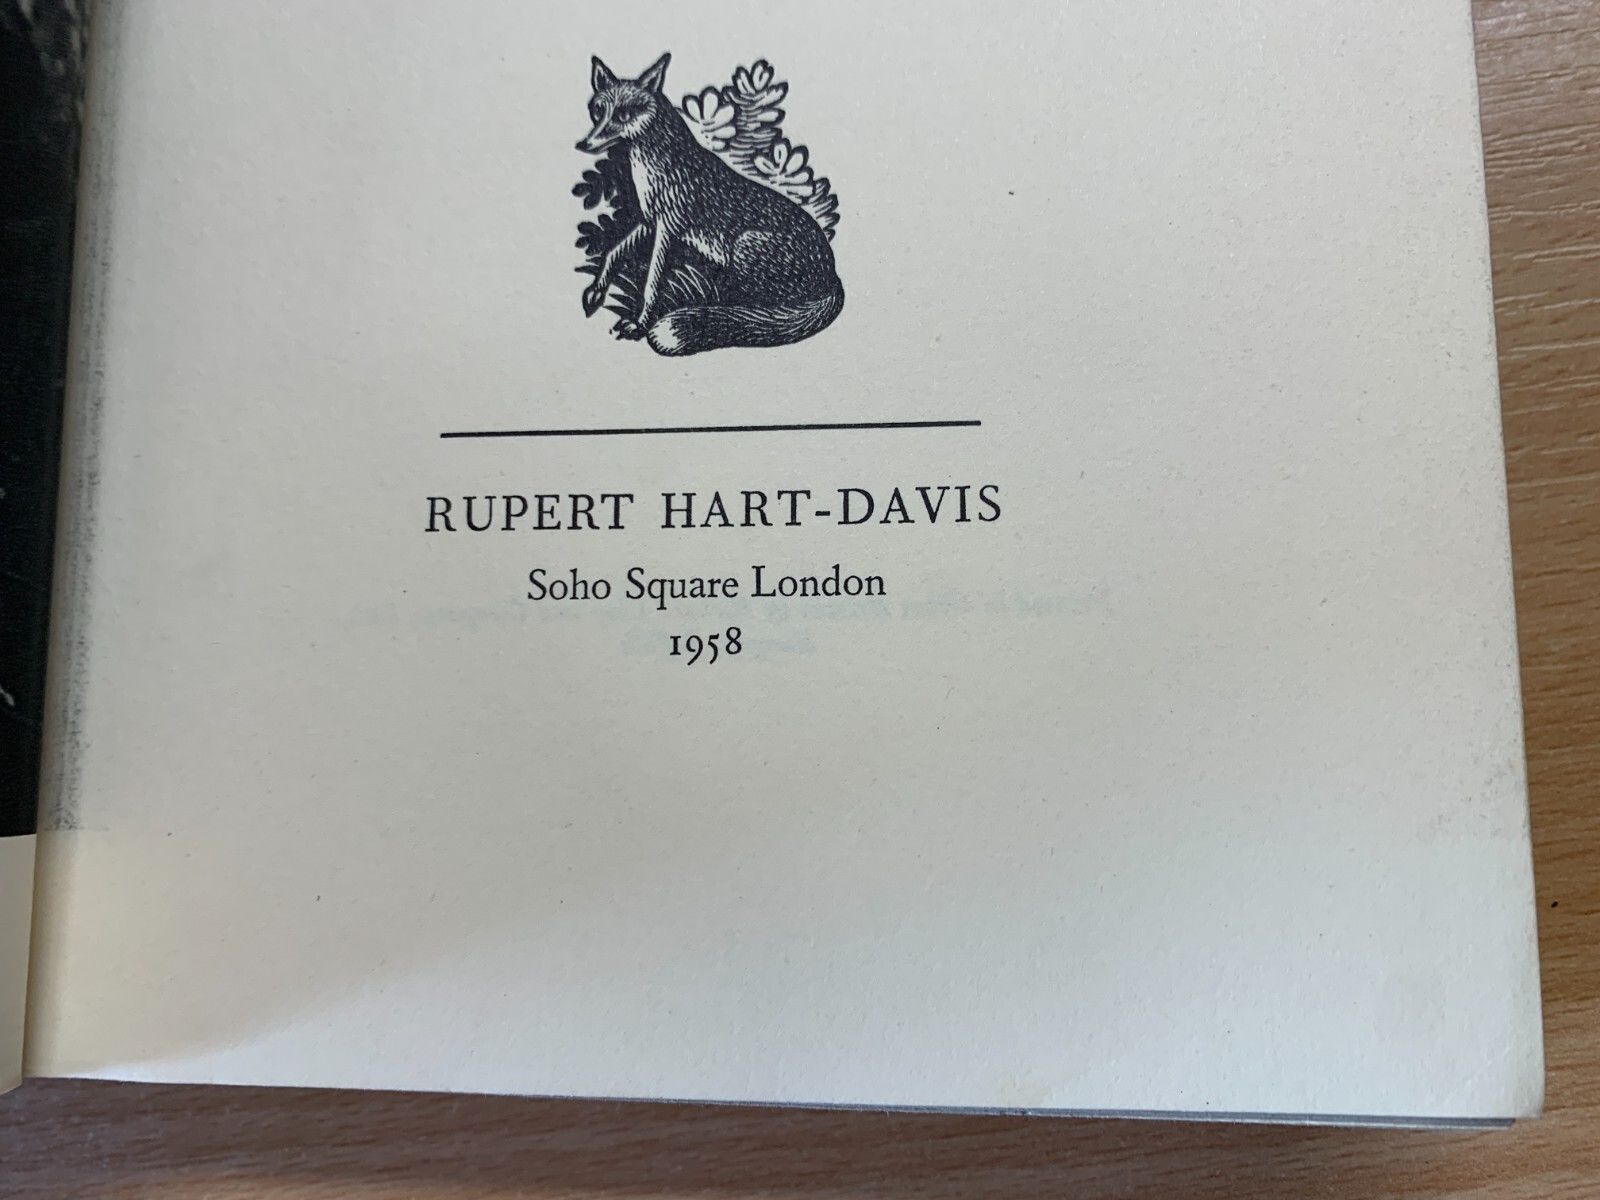 RUPERT HART-DAVIS
Soho Square London
1958